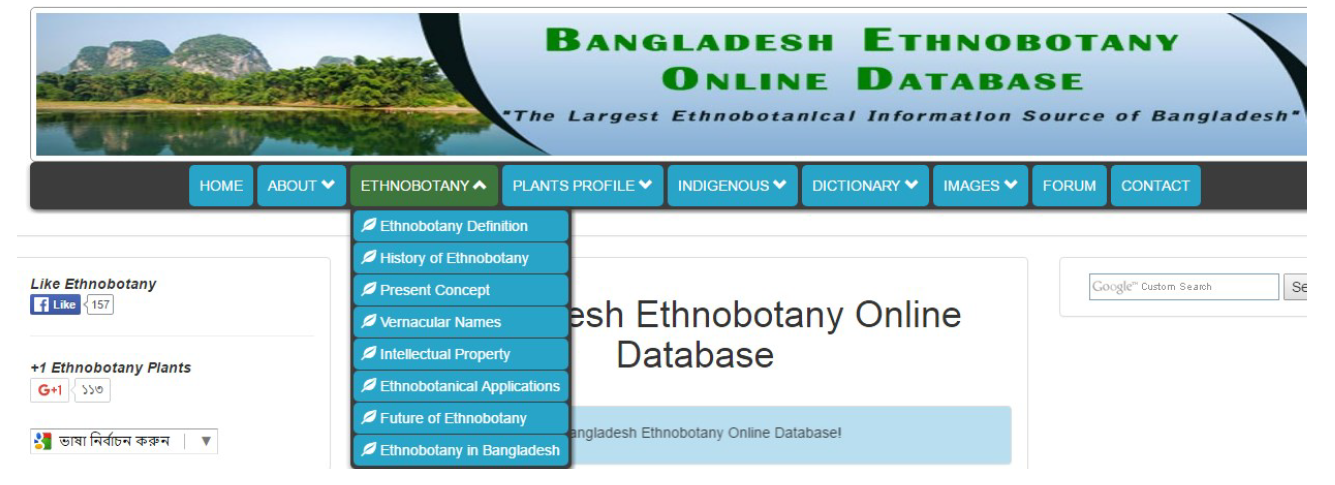 BANGLADESH ETHNOBOTANY
ONLINE DATABASE
"The Largest Ethnobotanical Information Source of Bangladesh"
HOME ABOUT ETHNOBOTANY PLANTS PROFILE INDIGENOUS DICTIONARY IMAGES FORUM CONTACT
Ethnobotany Definition
History of Ethnobotany
Present Concept
Vernacular Names
Intellectual Property
Ethnobotanical Applications
Future of Ethnobotany
Ethnobotany in Bangladesh
Like Ethnobotany
Like 157
+1 Ethnobotany Plants
G+1 ১১৩
ভাষা নির্বাচন করুন
esh Ethnobotany Online
Database
angladesh Ethnobotany Online Database!
Google™ Custom Search Se